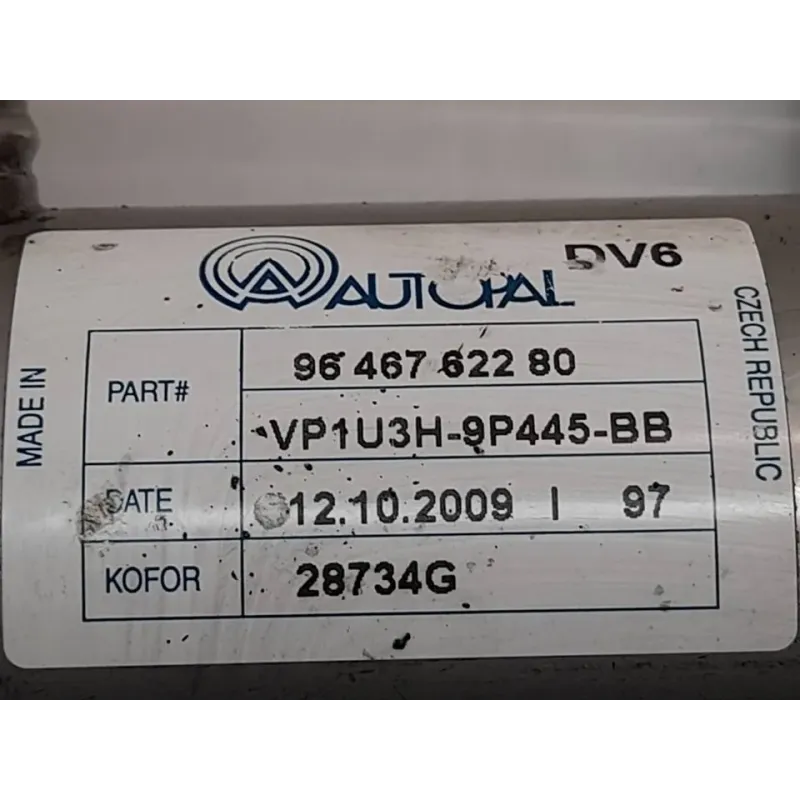 AUTOPAL
DV6
MADE IN
PART#
96 467 622 80
VP1U3H-9P445-BB
DATE
12.10.2009 | 97
KOFOR
28734G
CZECH REPUBLIC